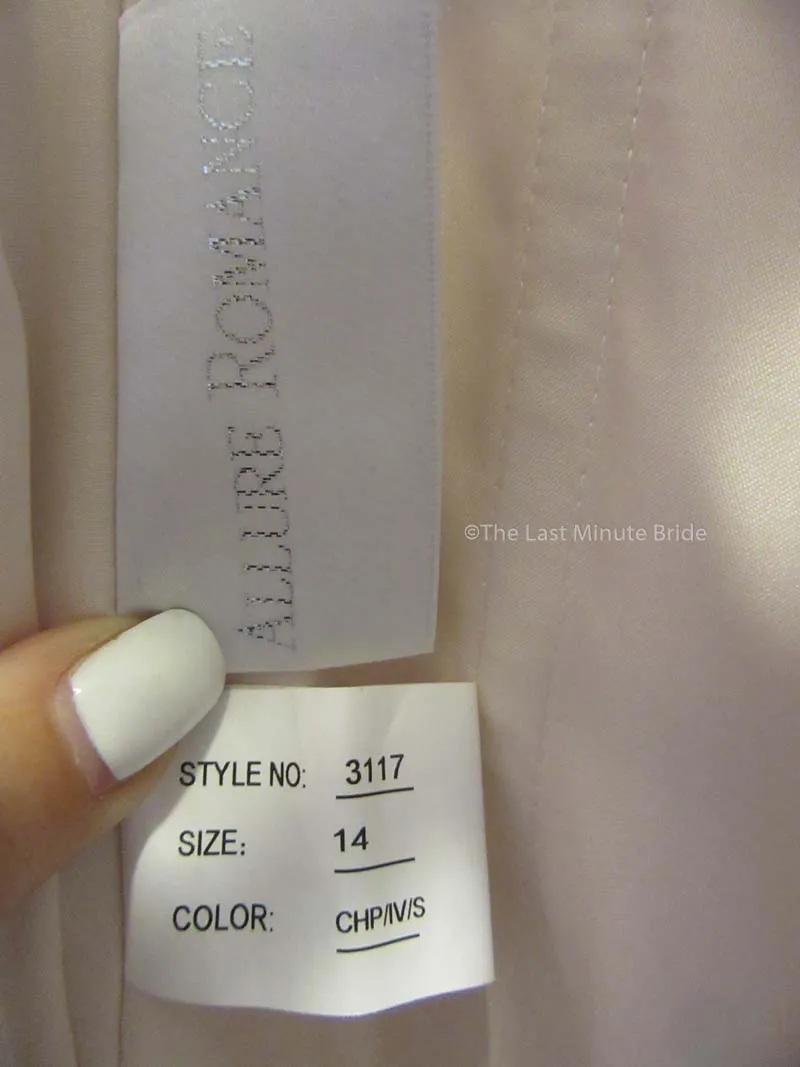 ALLURE ROMANCE
©The Last Minute Bride
STYLE NO: 3117
SIZE: 14
COLOR: CHP/IV/S